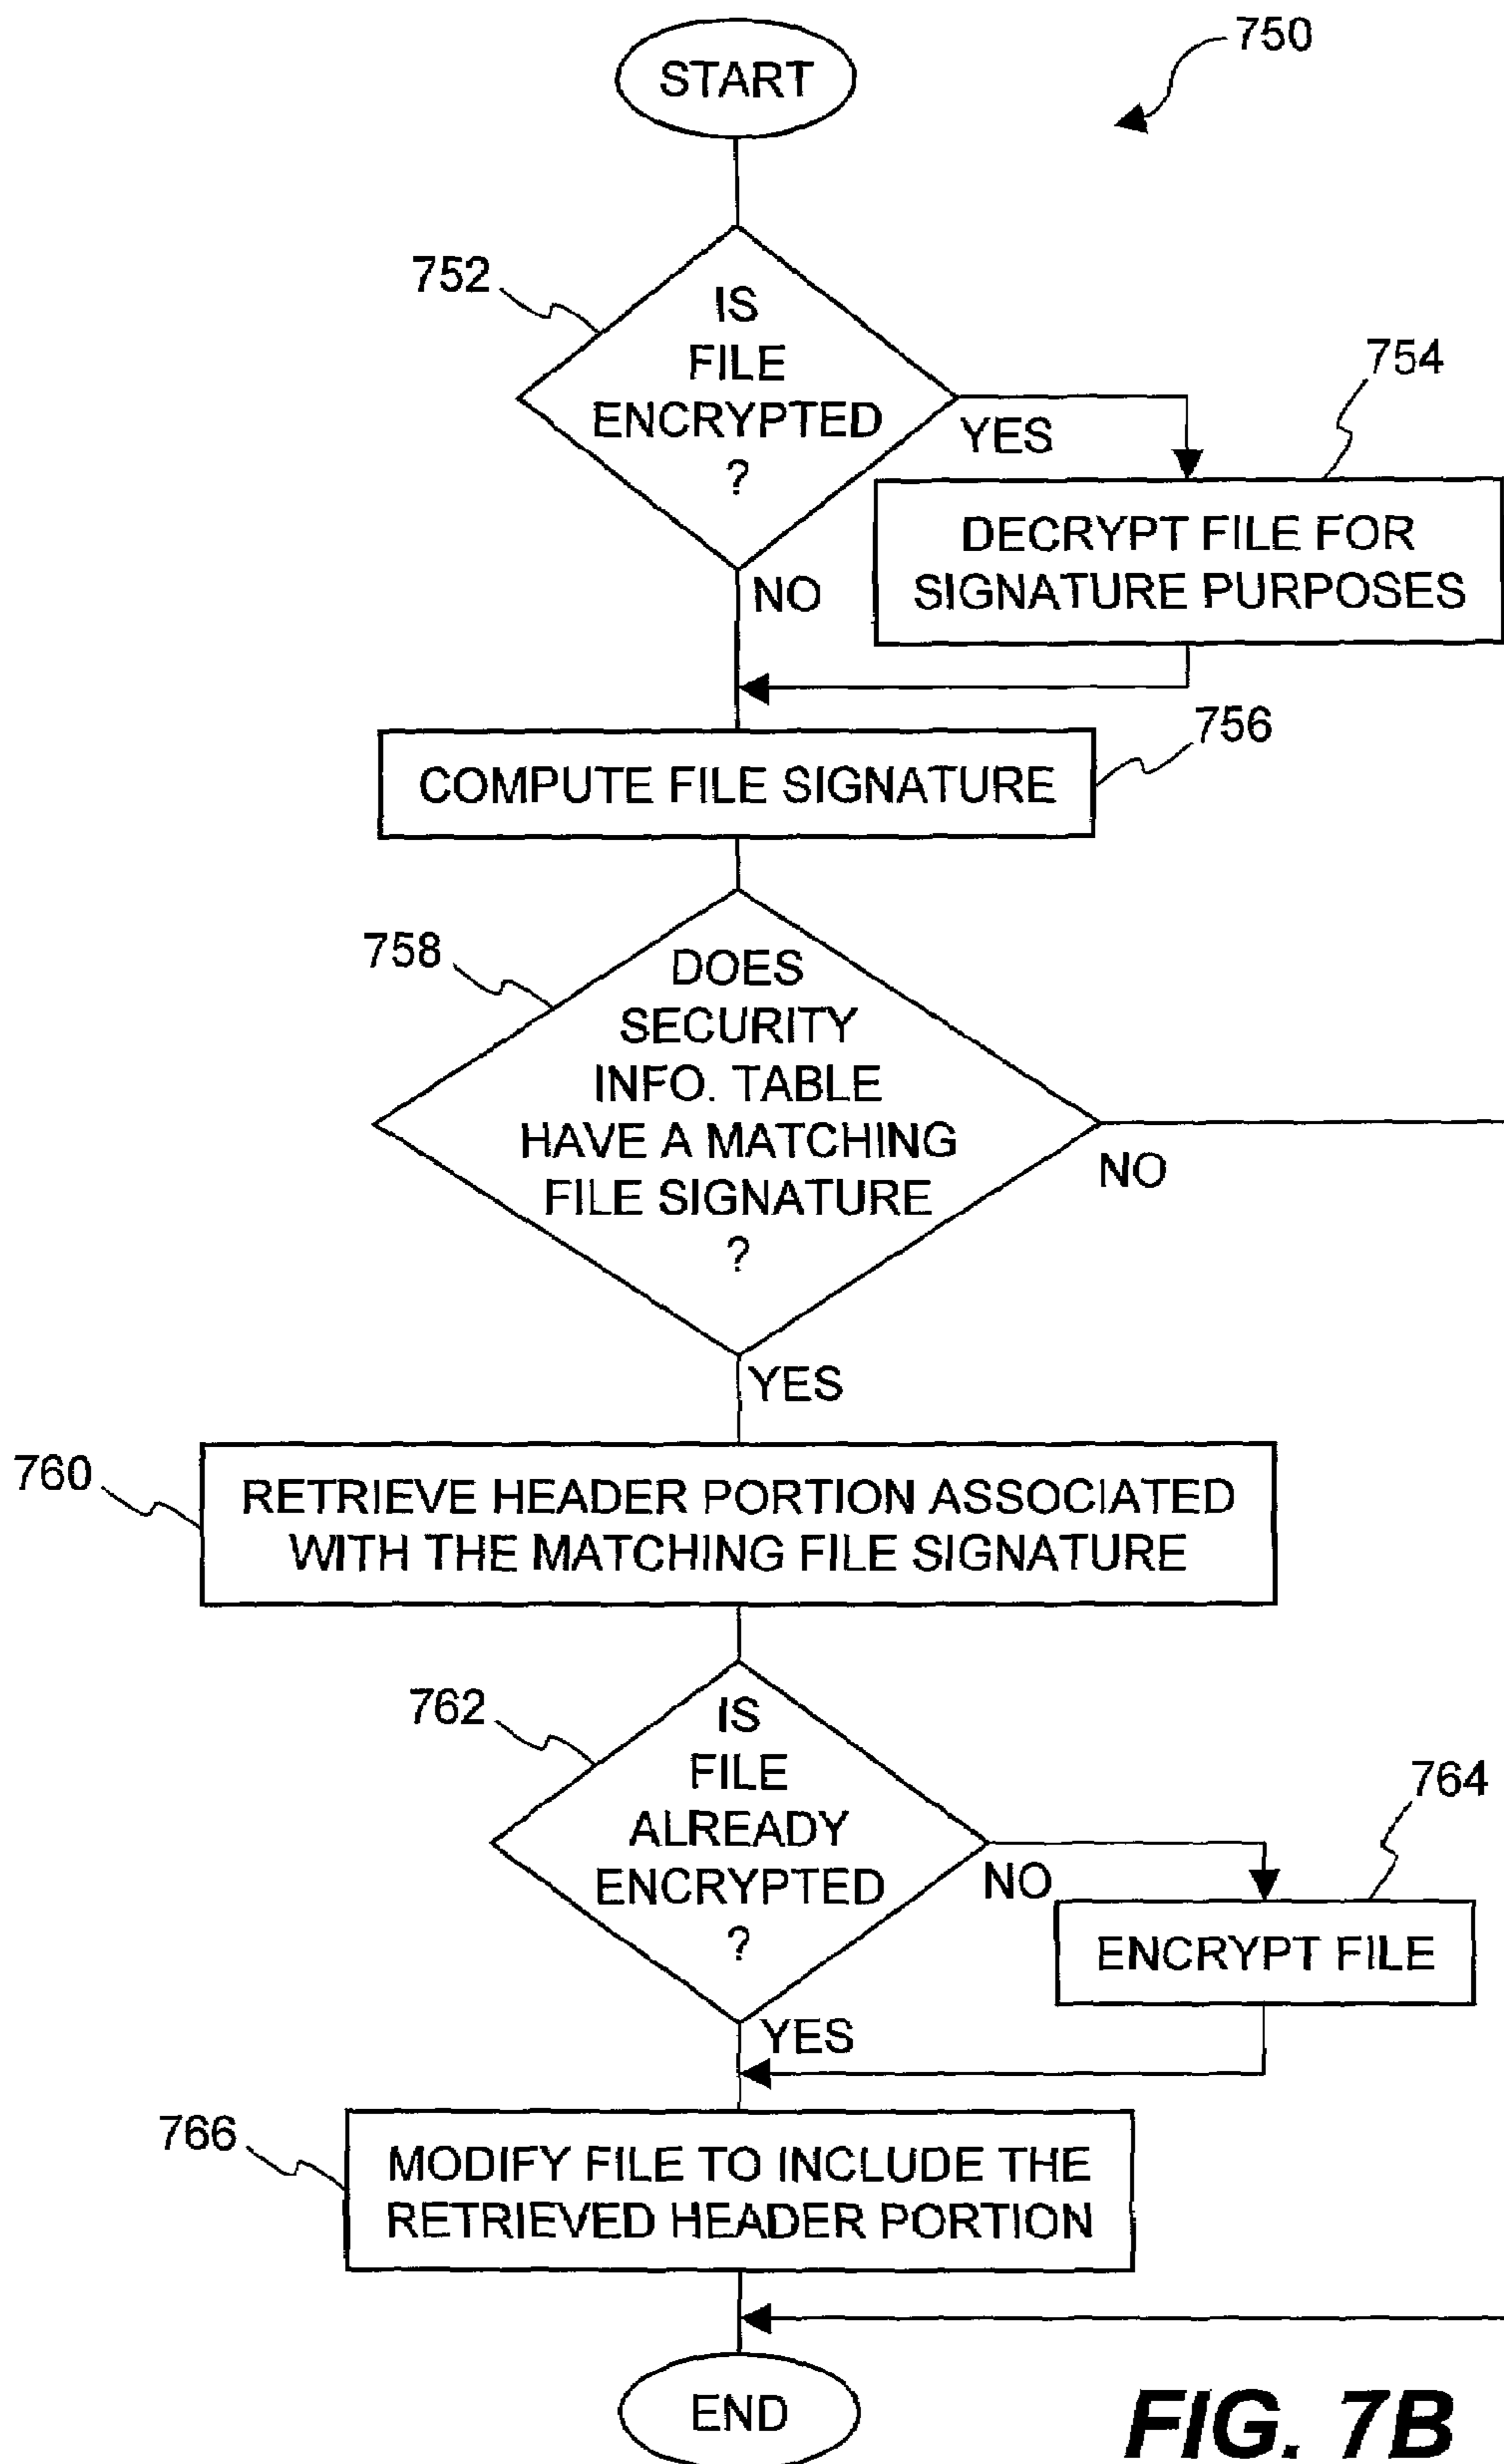 750
START
752
IS
FILE
ENCRYPTED
?
YES
NO
754
DECRYPT FILE FOR
SIGNATURE PURPOSES
756
COMPUTE FILE SIGNATURE
758
DOES
SECURITY
INFO. TABLE
HAVE A MATCHING
FILE SIGNATURE
?
NO
YES
760
RETRIEVE HEADER PORTION ASSOCIATED
WITH THE MATCHING FILE SIGNATURE
762
IS
FILE
ALREADY
ENCRYPTED
?
NO
YES
764
ENCRYPT FILE
766
MODIFY FILE TO INCLUDE THE
RETRIEVED HEADER PORTION
END
FIG. 7B